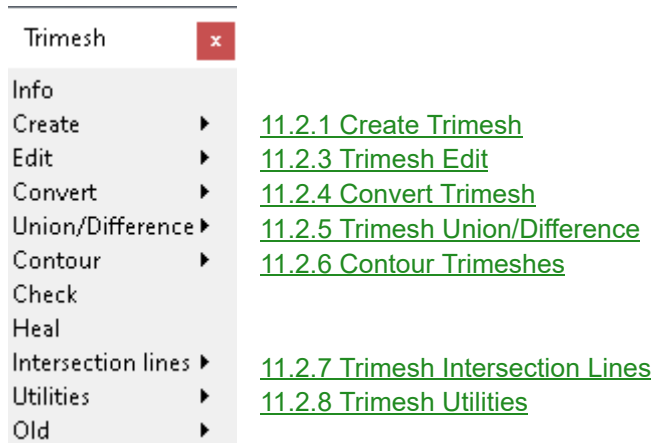 Trimesh x
Info
Create 11.2.1 Create Trimesh
Edit 11.2.3 Trimesh Edit
Convert 11.2.4 Convert Trimesh
Union/Difference 11.2.5 Trimesh Union/Difference
Contour 11.2.6 Contour Trimeshes
Check
Heal
Intersection lines 11.2.7 Trimesh Intersection Lines
Utilities 11.2.8 Trimesh Utilities
Old